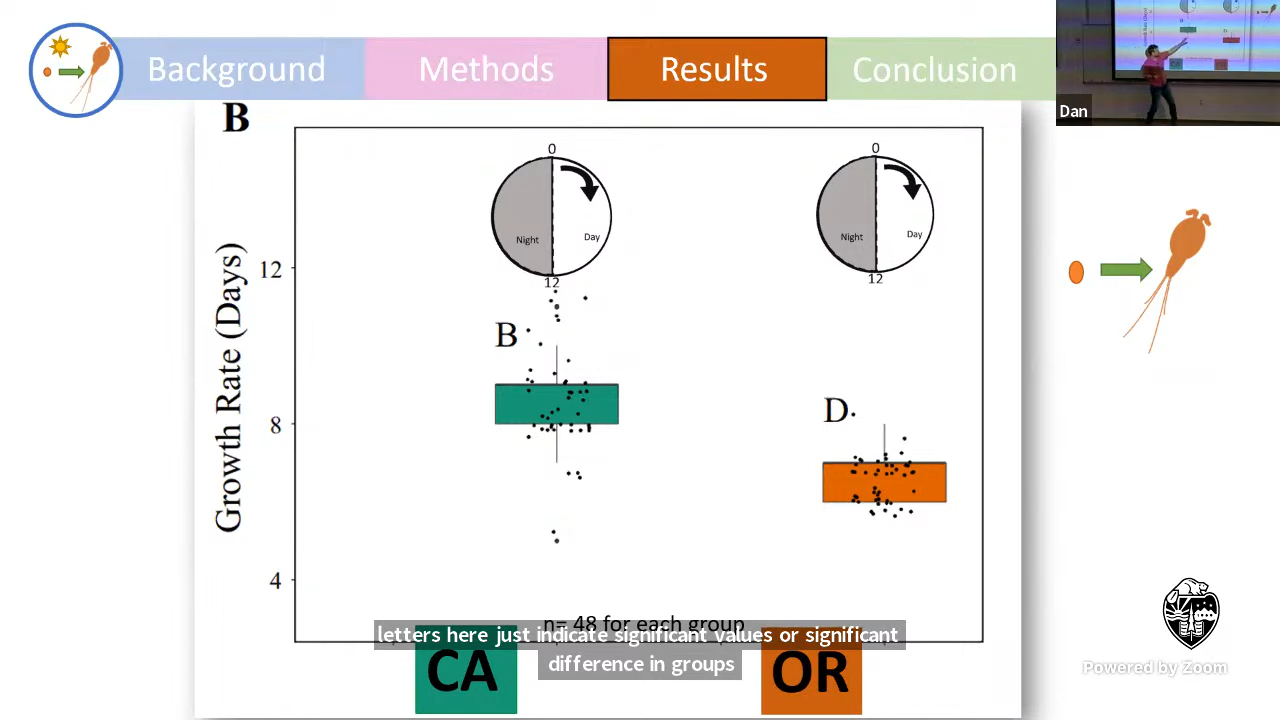 Background
Methods
Results
Conclusion
Dan
B
0
0
Night
Day
Night
Day
12
12
12
B
D
8
4
Growth Rate (Days)
n= 48 for each group
letters here just indicate significant values or significant
difference in groups
CA
OR
Powered by Zoom